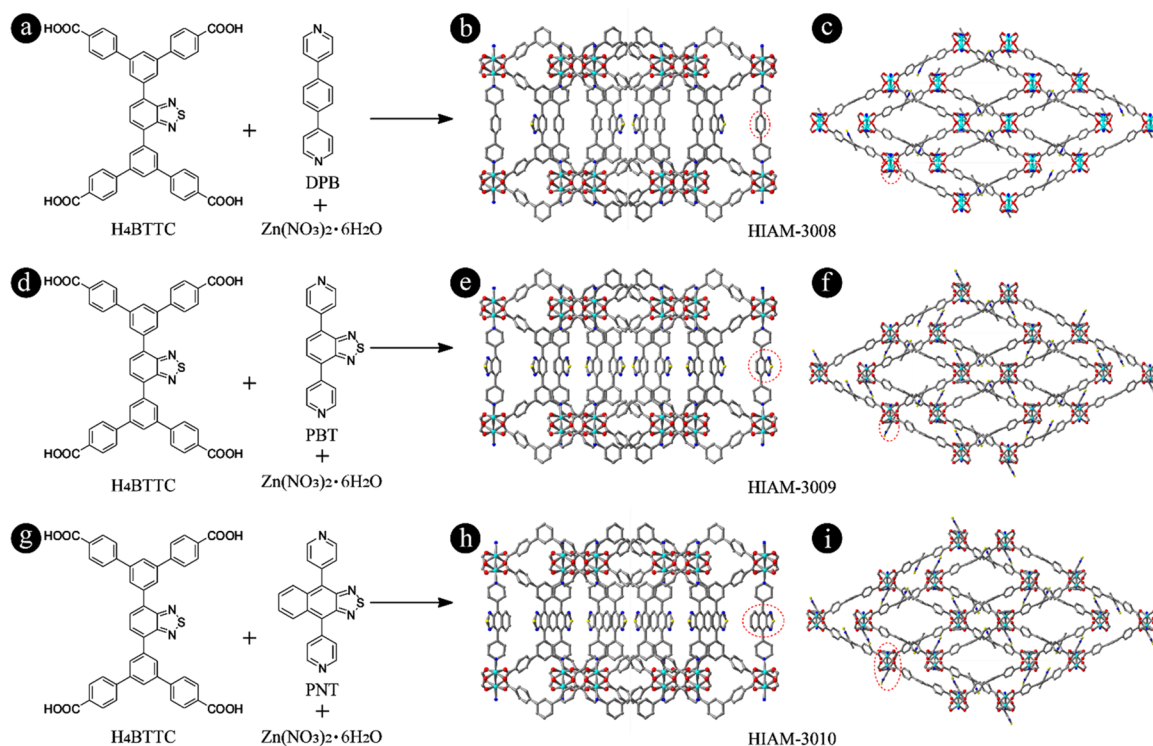 a
HOOC
COOH
N
S
N
HOOC
COOH
H₄BTTC
+
N
N
DPB
+
Zn(NO₃)₂·6H₂O
b
c
HIAM-3008
d
HOOC
COOH
N
S
N
HOOC
COOH
H₄BTTC
+
N
N
S
N
N
PBT
+
Zn(NO₃)₂·6H₂O
e
f
HIAM-3009
g
HOOC
COOH
N
S
N
HOOC
COOH
H₄BTTC
+
N
N
S
N
N
PNT
+
Zn(NO₃)₂·6H₂O
h
i
HIAM-3010